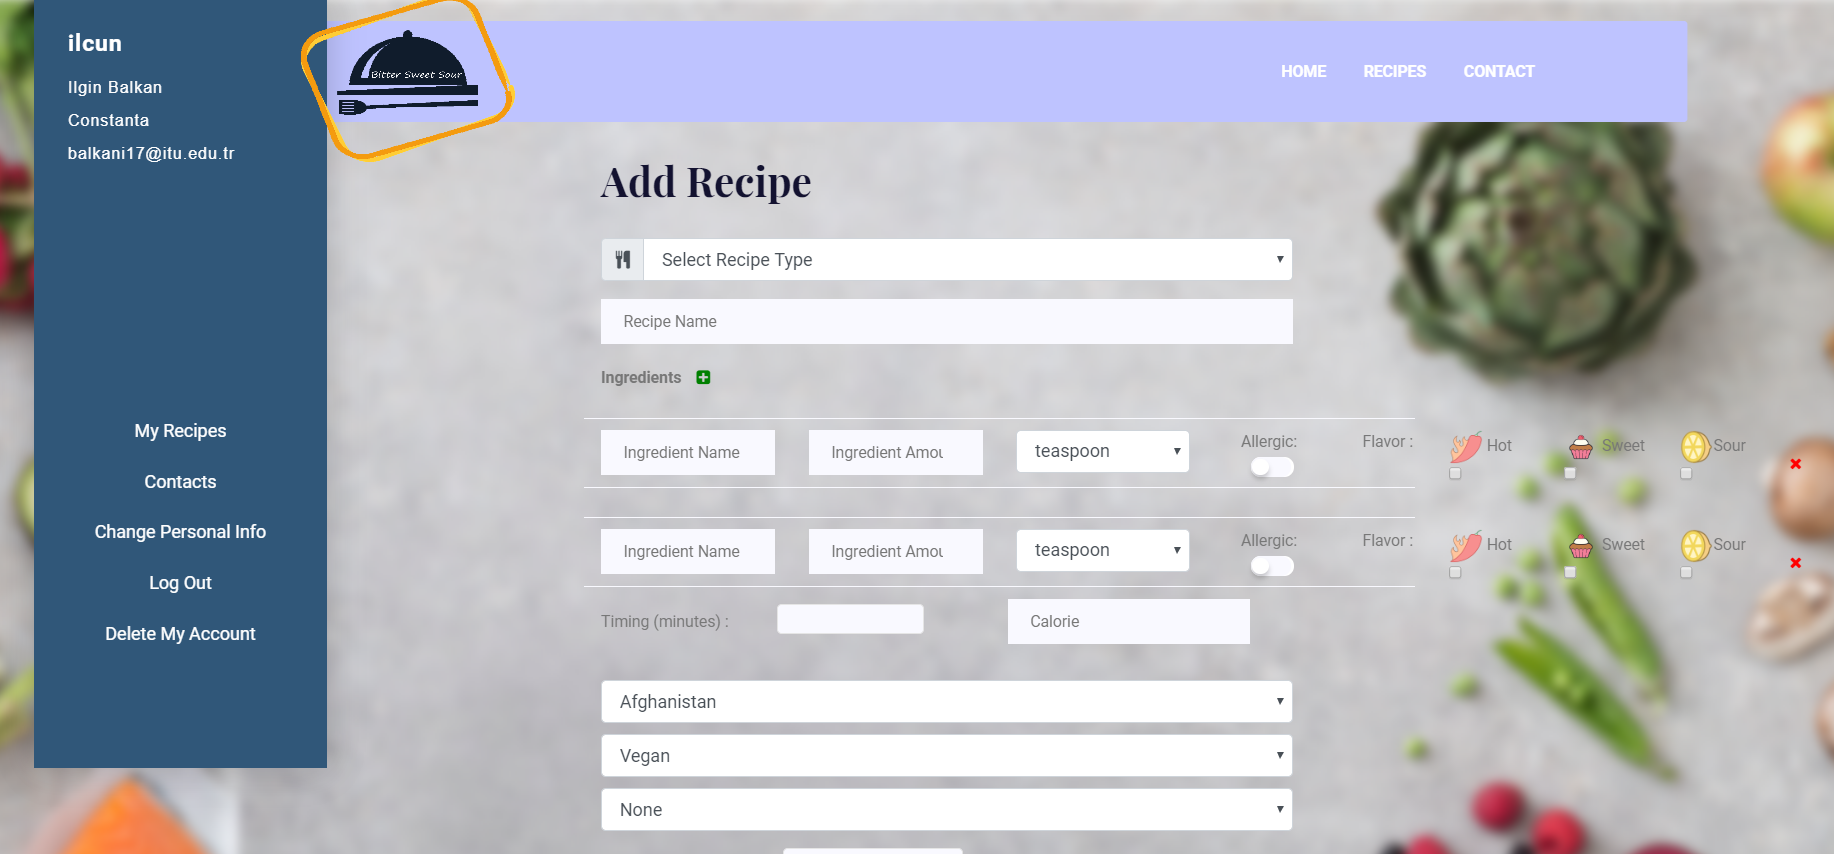 ilcun
Ilgin Balkan
Constanta
balkani17@itu.edu.tr
My Recipes
Contacts
Change Personal Info
Log Out
Delete My Account
Bitter Sweet Sour
HOME RECIPES CONTACT
Add Recipe
Select Recipe Type
Recipe Name
Ingredients
Ingredient Name Ingredient Amou teaspoon Allergic: Flavor : Hot Sweet Sour
Ingredient Name Ingredient Amou teaspoon Allergic: Flavor : Hot Sweet Sour
Timing (minutes) : Calorie
Afghanistan
Vegan
None